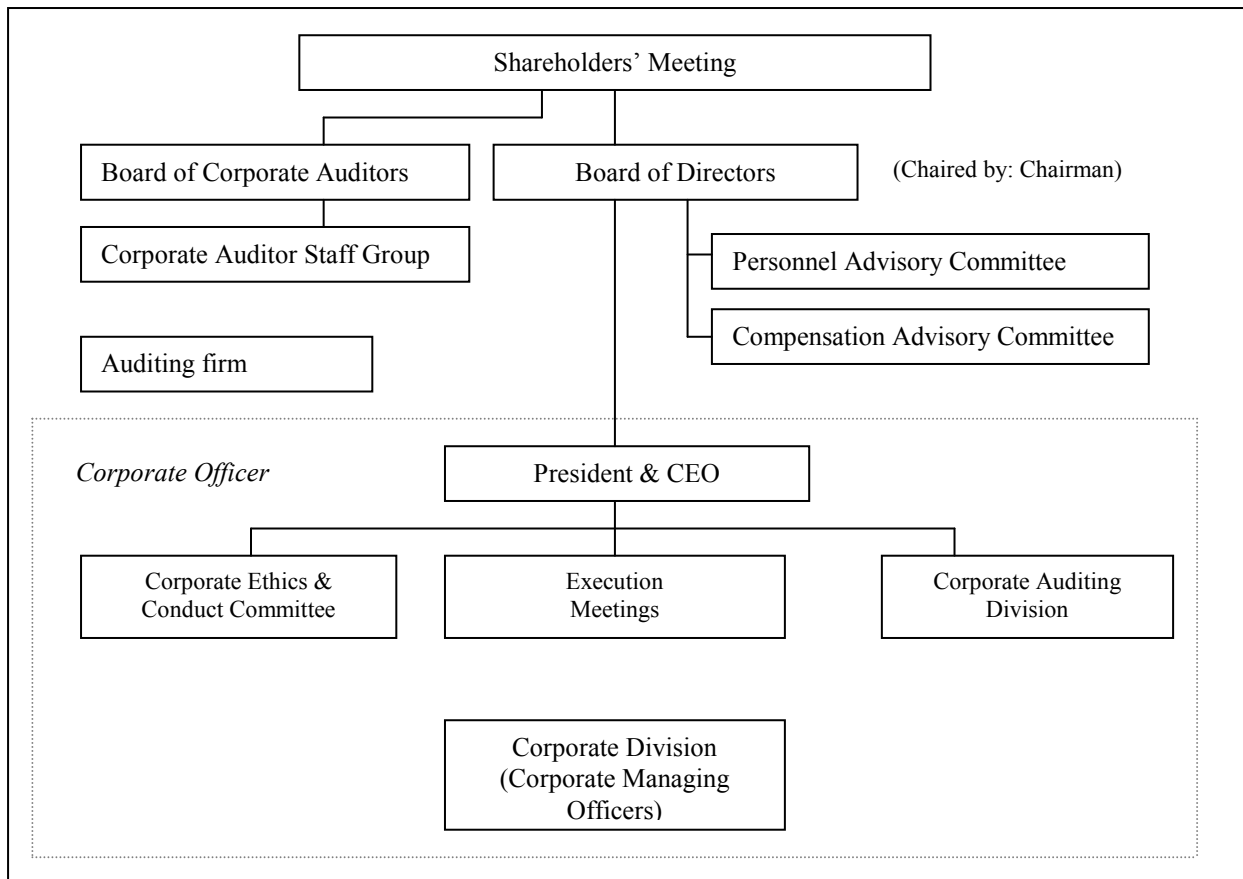 Shareholders’ Meeting
Board of Corporate Auditors
Board of Directors
(Chaired by: Chairman)
Corporate Auditor Staff Group
Personnel Advisory Committee
Compensation Advisory Committee
Auditing firm
Corporate Officer
President & CEO
Corporate Ethics &
Conduct Committee
Execution
Meetings
Corporate Auditing
Division
Corporate Division
(Corporate Managing
Officers)